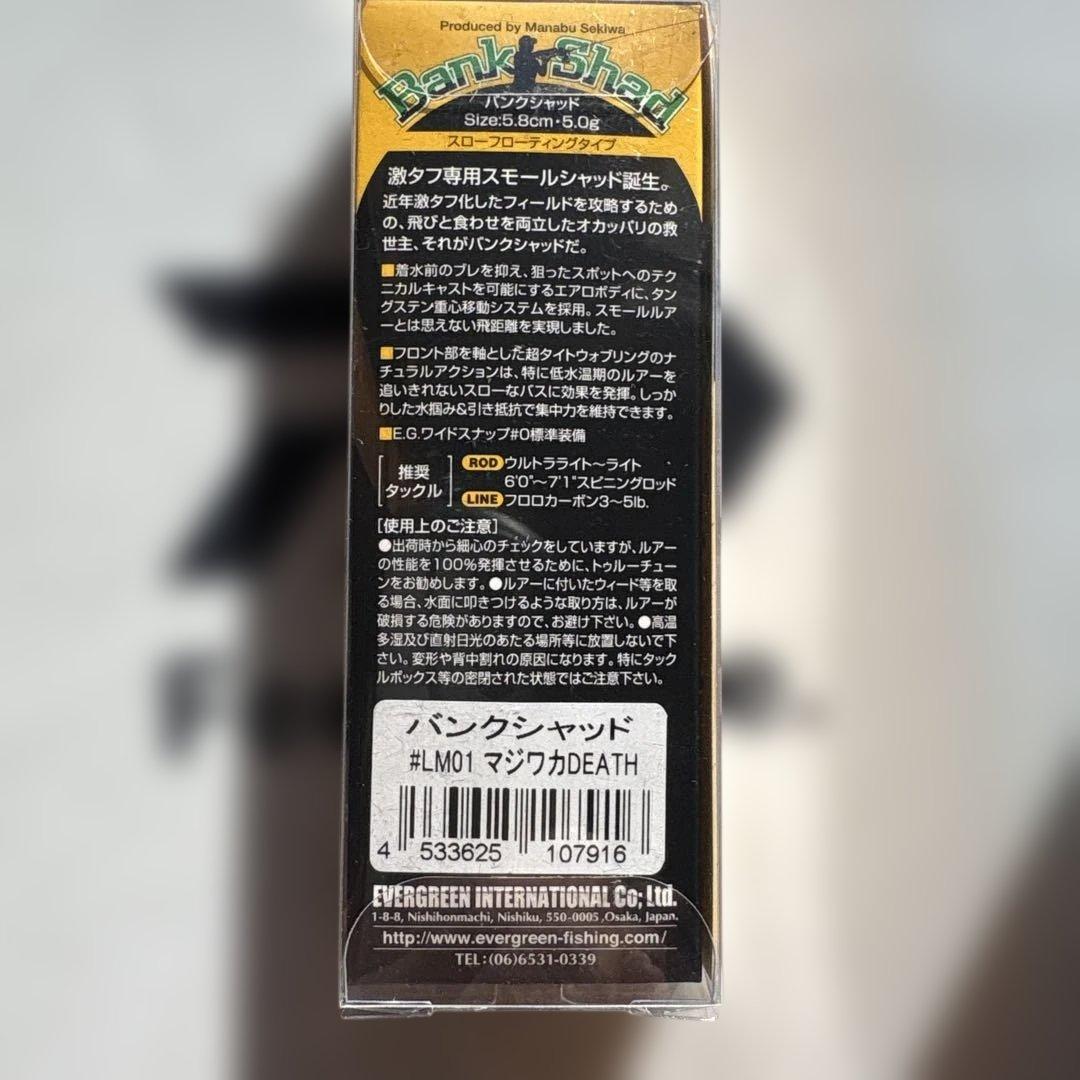 Produced by Manabu Sekiwa
Bank Shad
バンクシャッド
Size:5.8cm・5.0g
スローフローティングタイプ
激タフ専用スモールシャッド誕生。
近年激タフ化したフィールドを攻略するため
の、飛びと食わせを両立したオカッパリの救
世主、それがバンクシャッドだ。
■着水前のブレを抑え、狙ったスポットへのテク
ニカルキャストを可能にするエアロボディに、タン
グステン重心移動システムを採用。スモールルア
ーとは思えない飛距離を実現しました。
■フロント部を軸とした超タイトウォブリングのナ
チュラルアクションは、特に低水温期のルアーを
追いきれないスローなバスに効果を発揮。しっか
りした水掴み&引き抵抗で集中力を維持できます。
■E.G.ワイドスナップ#0標準装備
推奨
タックル
ROD ウルトラライト〜ライト
6'0"〜7'1"スピニングロッド
LINE フロロカーボン3〜5lb.
[使用上のご注意]
●出荷時から細心のチェックをしていますが、ルアー
の性能を100%発揮させるために、トゥルーチュー
ンをお勧めします。●ルアーに付いたウィード等を取
る場合、水面に叩きつけるような取り方は、ルアーが
破損する危険がありますので、お避け下さい。●高温
多湿及び直射日光のあたる場所等に放置しないで下
さい。変形や背中割れの原因になります。特にタック
ルボックス等の密閉された状態ではご注意下さい。
バンクシャッド
#LM01 マジワカDEATH
4 533625 107916
EVERGREEN INTERNATIONAL Co; Ltd.
1-8-8, Nishihonmachi, Nishiku, 550-0005 ,Osaka, Japan.
http://www.evergreen-fishing.com/
TEL:(06)6531-0339